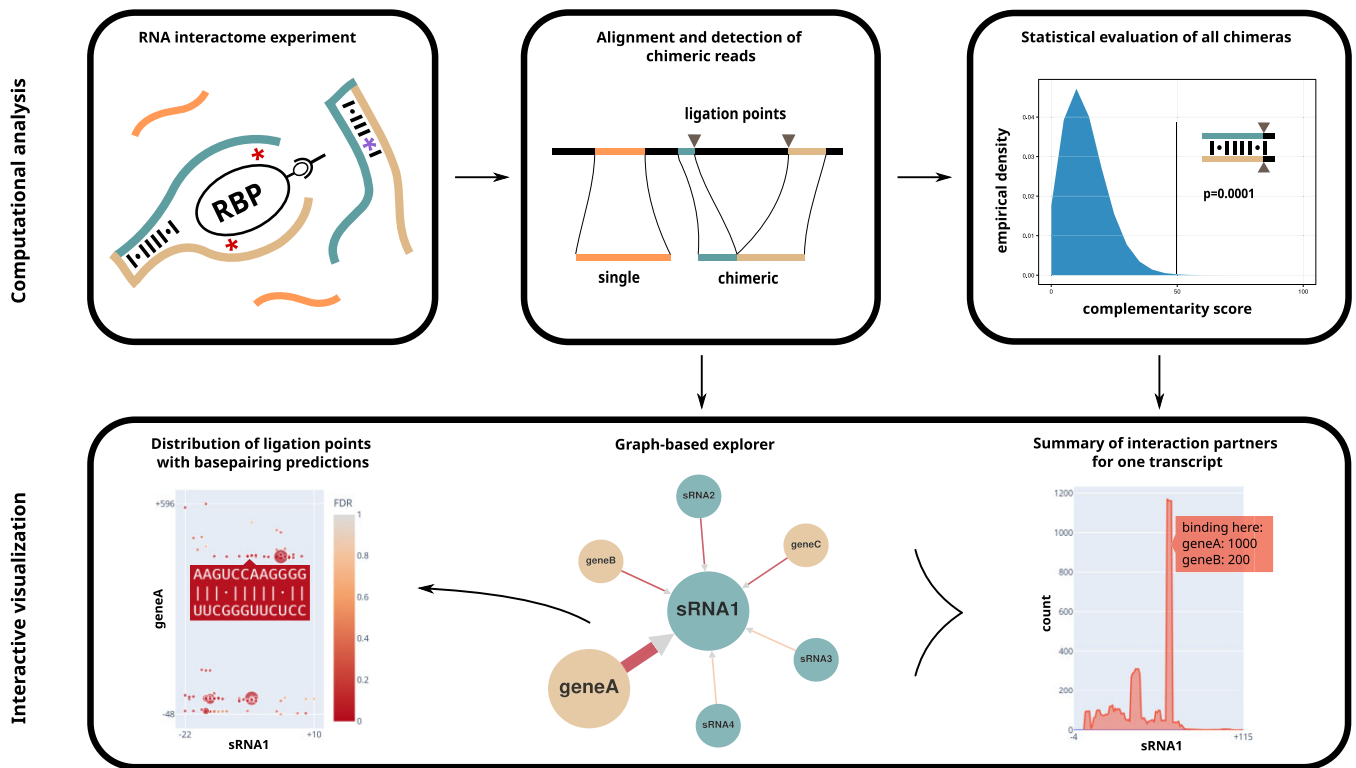 Computational analysis
RNA interactome experiment
RBP
*
*
*
Alignment and detection of
chimeric reads
ligation points
single
chimeric
Statistical evaluation of all chimeras
empirical density
0.04
0.03
0.02
0.01
0.00
p=0.0001
0
50
100
complementarity score
Interactive visualization
Distribution of ligation points
with basepairing predictions
geneA
+596
-48
AAGUCCAAGGGG
|||·|||||·||
UUCGGGUUCUCC
-22
+10
sRNA1
FDR
1
0.8
0.6
0.4
0.2
0
Graph-based explorer
sRNA2
geneC
geneB
sRNA1
sRNA3
geneA
sRNA4
Summary of interaction partners
for one transcript
count
1200
1000
800
600
400
200
0
binding here:
geneA: 1000
geneB: 200
-4
+115
sRNA1